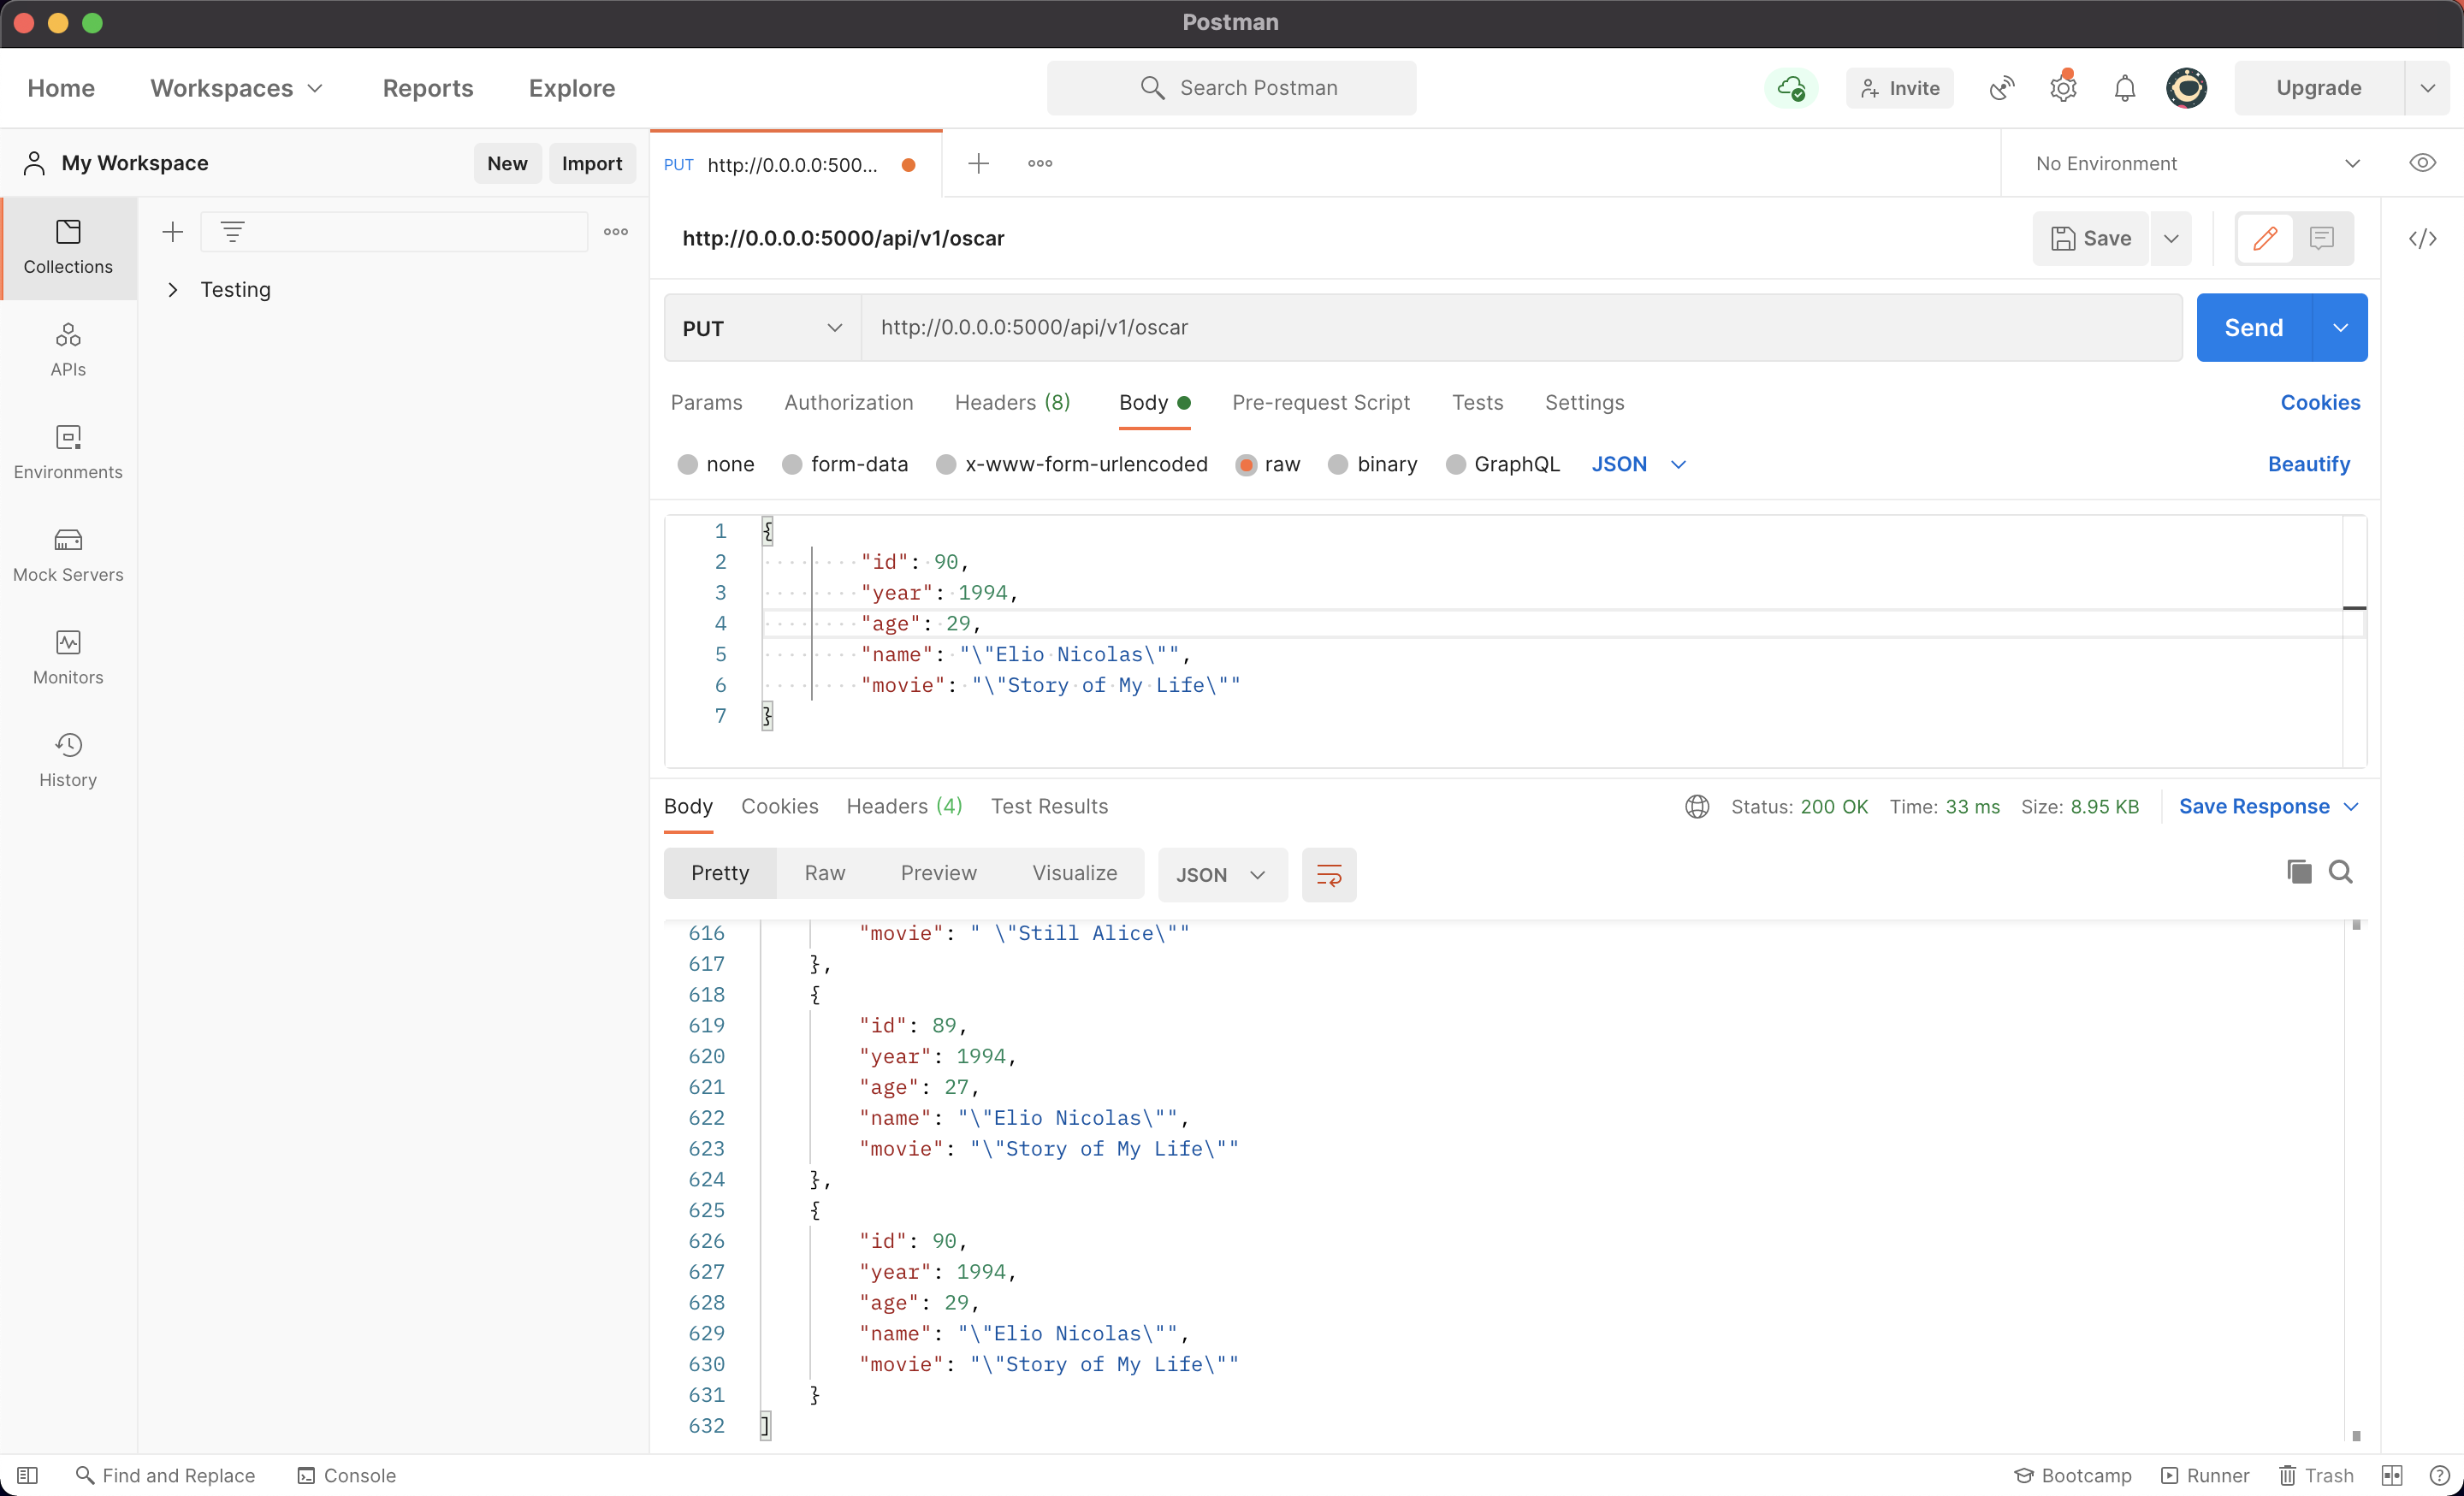 Postman
Home Workspaces Reports Explore Search Postman Invite Upgrade
My Workspace New Import PUT http://0.0.0.0:500... No Environment
Collections
APIs
Environments
Mock Servers
Monitors
History
Testing
http://0.0.0.0:5000/api/v1/oscar Save
PUT http://0.0.0.0:5000/api/v1/oscar Send
Params Authorization Headers (8) Body Pre-request Script Tests Settings Cookies
none form-data x-www-form-urlencoded raw binary GraphQL JSON Beautify
1 {
2 "id": 90,
3 "year": 1994,
4 "age": 29,
5 "name": "\"Elio Nicolas\"",
6 "movie": "\"Story of My Life\""
7 }
Body Cookies Headers (4) Test Results Status: 200 OK Time: 33 ms Size: 8.95 KB Save Response
Pretty Raw Preview Visualize JSON
616 "movie": " \"Still Alice\""
617 },
618 {
619 "id": 89,
620 "year": 1994,
621 "age": 27,
622 "name": "\"Elio Nicolas\"",
623 "movie": "\"Story of My Life\""
624 },
625 {
626 "id": 90,
627 "year": 1994,
628 "age": 29,
629 "name": "\"Elio Nicolas\"",
630 "movie": "\"Story of My Life\""
631 }
632 ]
Find and Replace Console Bootcamp Runner Trash